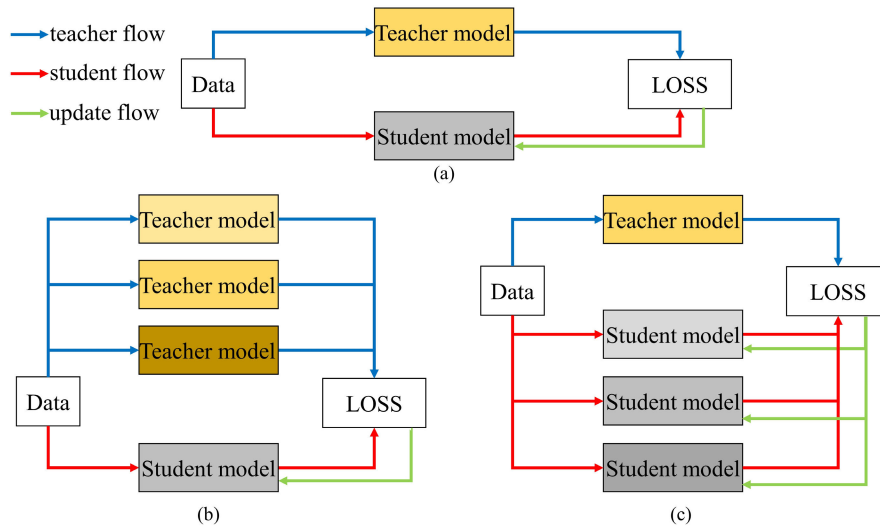 teacher flow
student flow
update flow
Data
Teacher model
Student model
LOSS
(a)
Teacher model
Teacher model
Teacher model
Data
LOSS
Student model
(b)
Teacher model
Data
LOSS
Student model
Student model
Student model
(c)